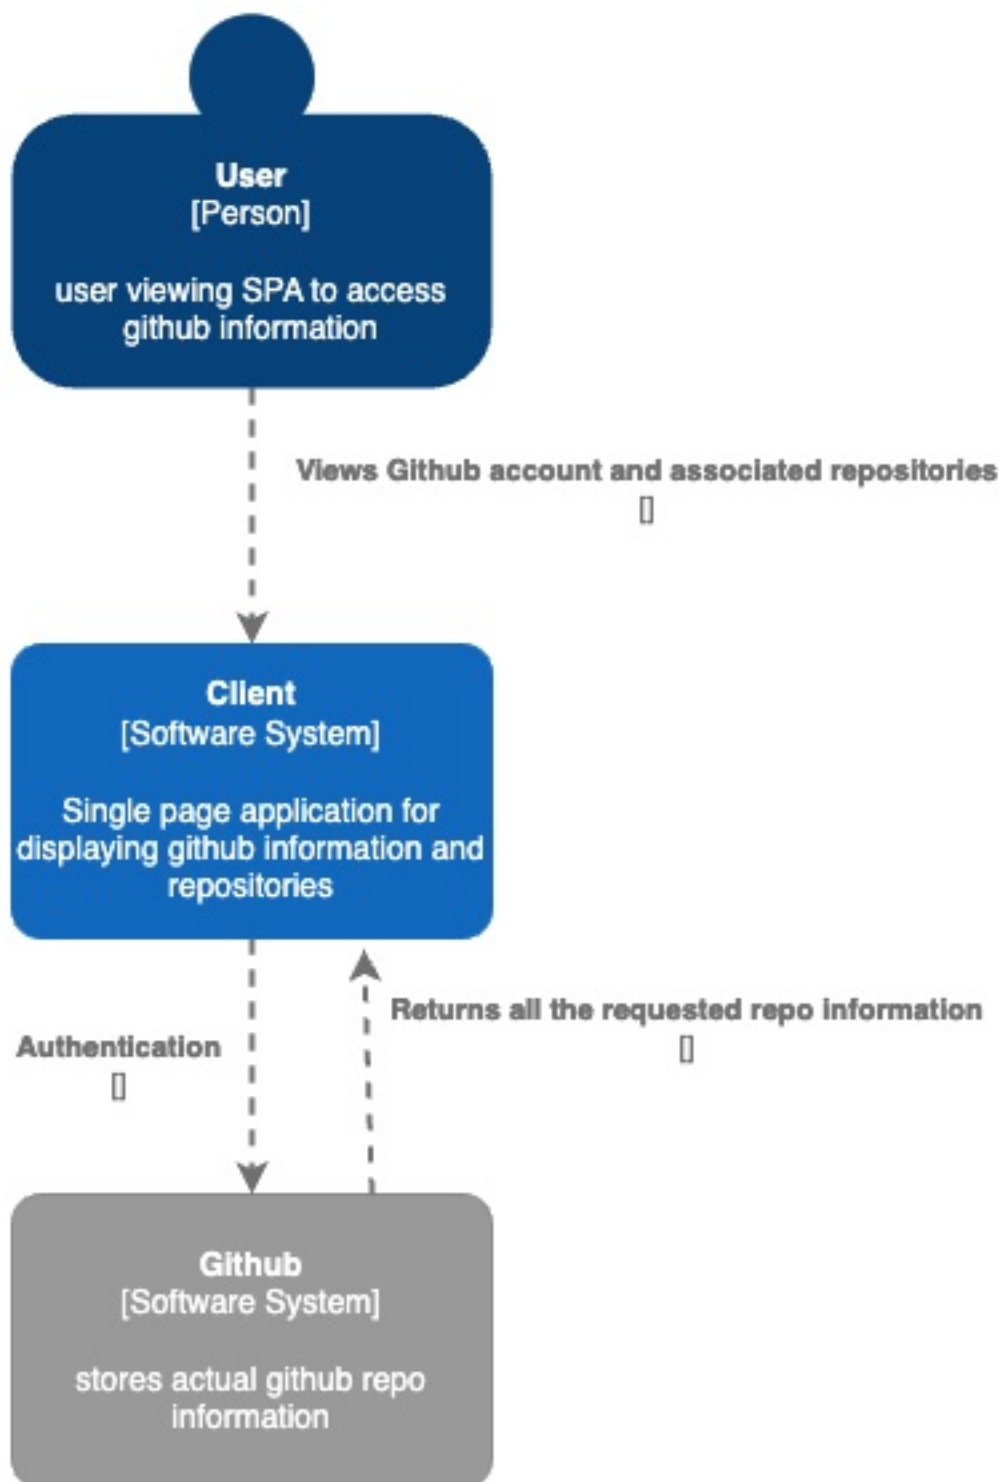 User
[Person]
user viewing SPA to access
github information
Views Github account and associated repositories
[]
Client
[Software System]
Single page application for
displaying github information and
repositories
Returns all the requested repo information
[]
Authentication
[]
Github
[Software System]
stores actual github repo
information